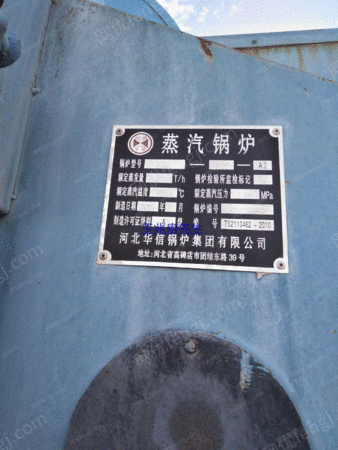 蒸汽锅炉
锅炉型号 — — AⅡ
额定蒸发量 T/h 锅炉检验所监检标记
额定蒸汽温度 ℃ 额定蒸汽压力 MPa
制造日期 年 月 锅炉编号
制造许可证级别 级 编号 TS2110462-2010
河北华信锅炉集团有限公司
地址:河北省高碑店市团结东路39号